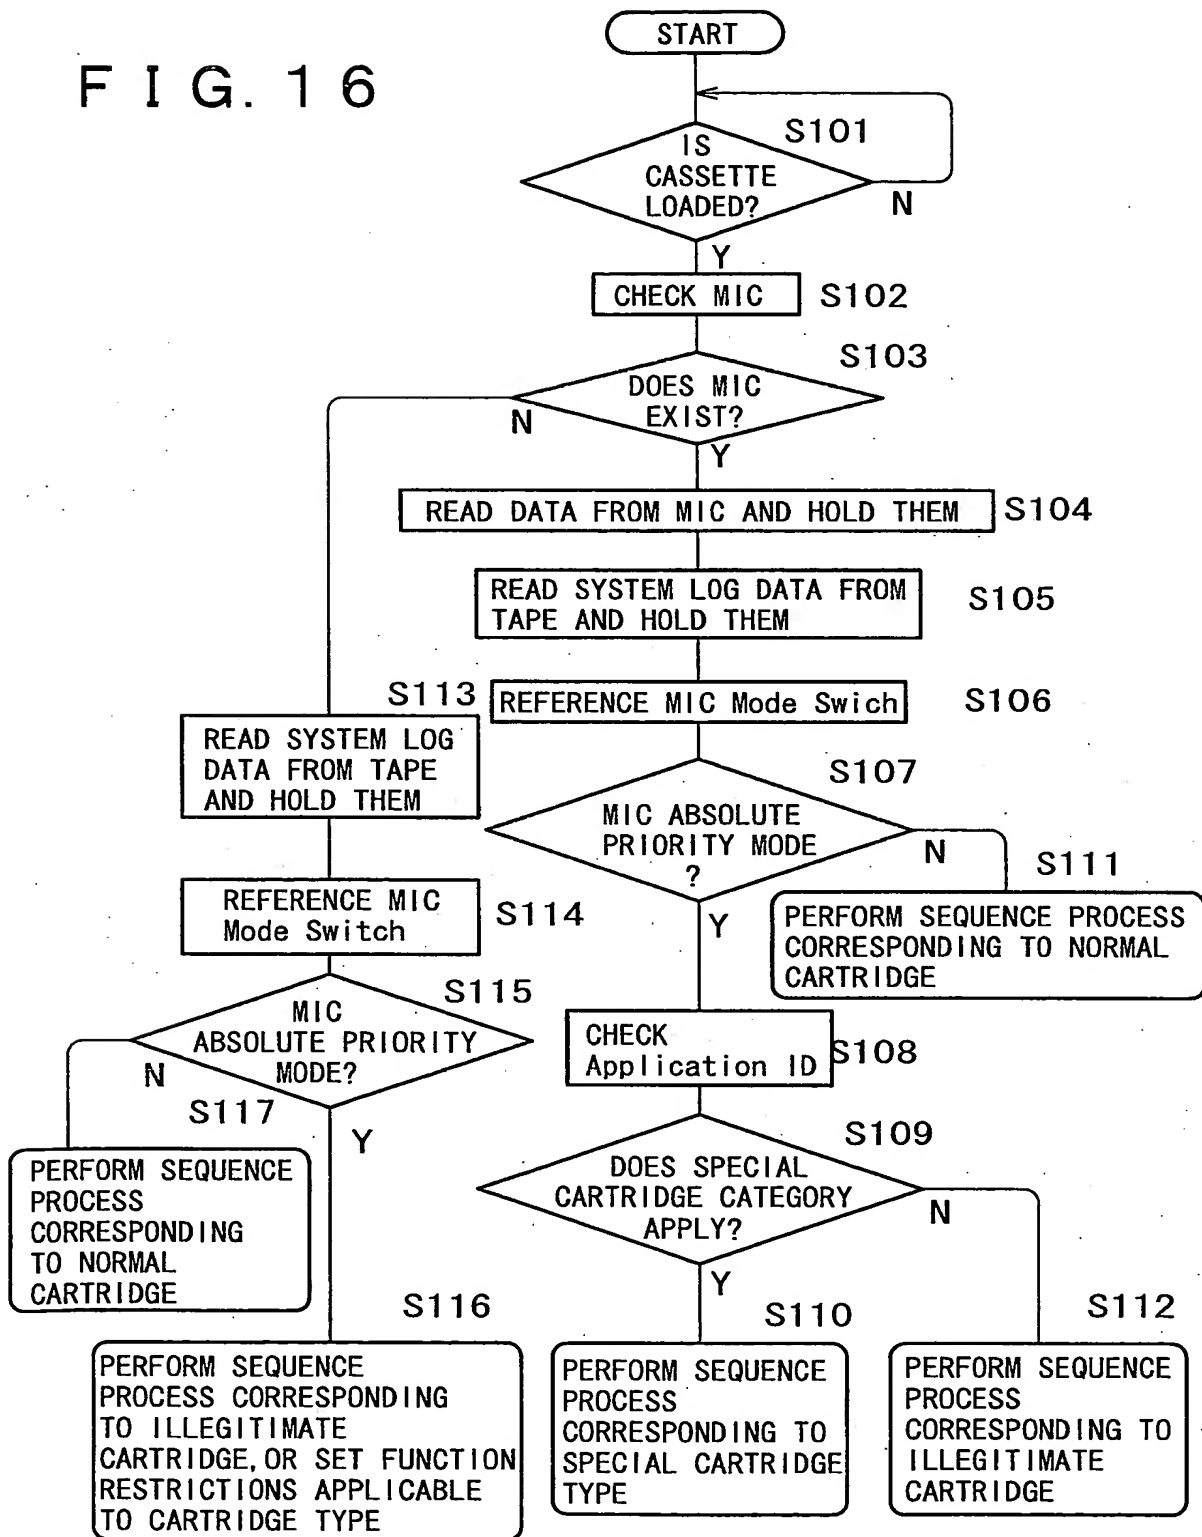 FIG. 16
START
S101
IS
CASSETTE
LOADED?
N
Y
CHECK MIC
S102
S103
DOES MIC
EXIST?
N
Y
READ DATA FROM MIC AND HOLD THEM
S104
READ SYSTEM LOG DATA FROM
TAPE AND HOLD THEM
S105
REFERENCE MIC Mode Swich
S106
S113
READ SYSTEM LOG
DATA FROM TAPE
AND HOLD THEM
S107
MIC ABSOLUTE
PRIORITY MODE
?
N
Y
S111
PERFORM SEQUENCE PROCESS
CORRESPONDING TO NORMAL
CARTRIDGE
REFERENCE MIC
Mode Switch
S114
S115
MIC
ABSOLUTE PRIORITY
MODE?
N
Y
CHECK
Application ID
S108
S117
PERFORM SEQUENCE
PROCESS
CORRESPONDING
TO NORMAL
CARTRIDGE
S109
DOES SPECIAL
CARTRIDGE CATEGORY
APPLY?
N
Y
S116
PERFORM SEQUENCE
PROCESS CORRESPONDING
TO ILLEGITIMATE
CARTRIDGE, OR SET FUNCTION
RESTRICTIONS APPLICABLE
TO CARTRIDGE TYPE
S110
PERFORM SEQUENCE
PROCESS
CORRESPONDING TO
SPECIAL CARTRIDGE
TYPE
S112
PERFORM SEQUENCE
PROCESS
CORRESPONDING TO
ILLEGITIMATE
CARTRIDGE